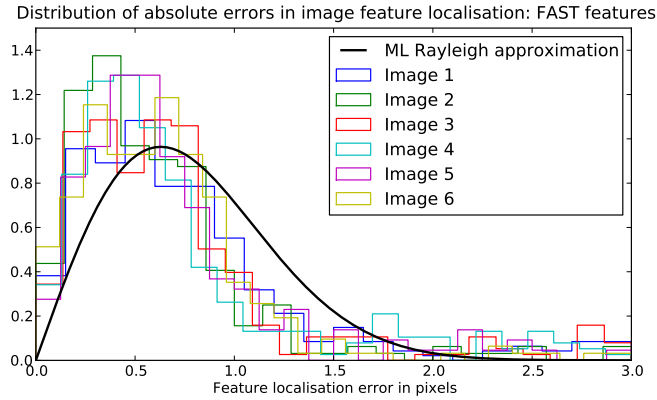 Distribution of absolute errors in image feature localisation: FAST features
ML Rayleigh approximation
Image 1
Image 2
Image 3
Image 4
Image 5
Image 6
1.4
1.2
1.0
0.8
0.6
0.4
0.2
0.0
0.0 0.5 1.0 1.5 2.0 2.5 3.0
Feature localisation error in pixels